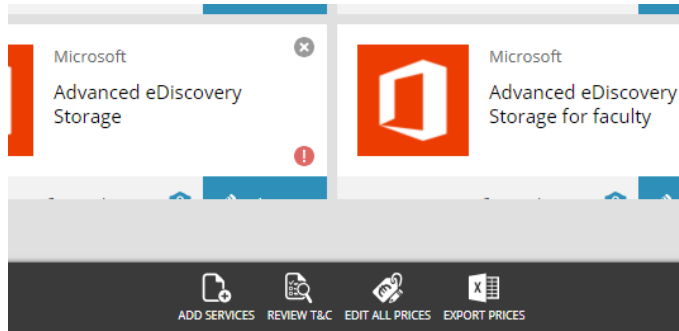 Microsoft
Advanced eDiscovery
Storage
Microsoft
Advanced eDiscovery
Storage for faculty
ADD SERVICES
REVIEW T&C
EDIT ALL PRICES
EXPORT PRICES